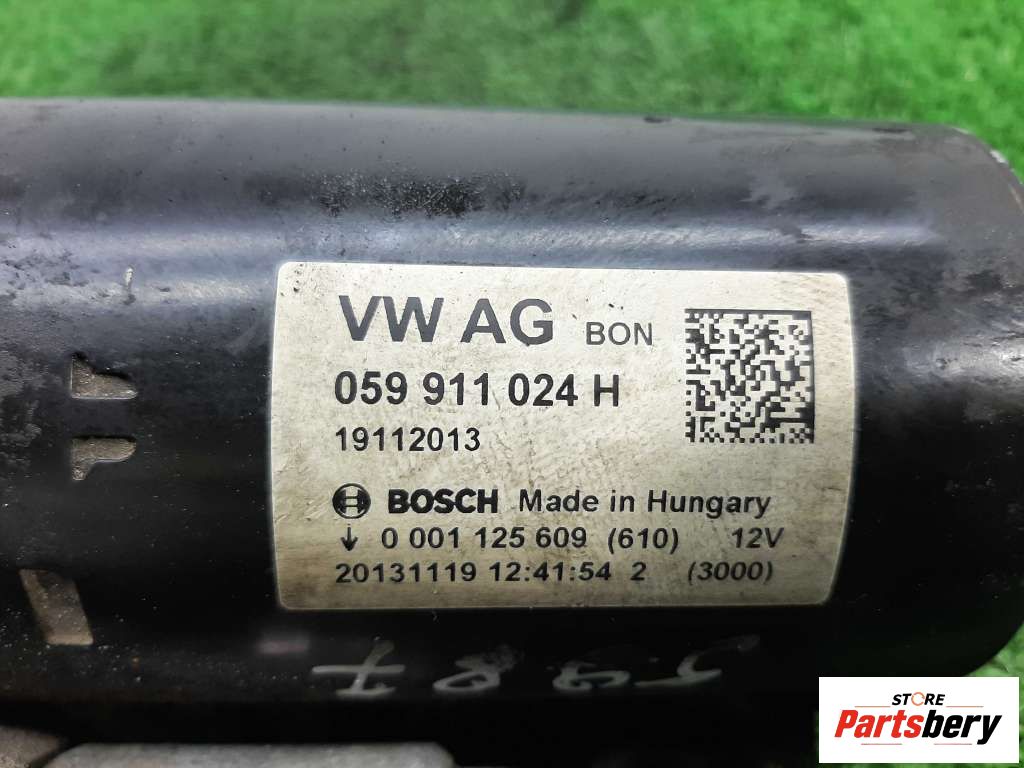 VW AG BON
059 911 024 H
19112013
BOSCH Made in Hungary
↓ 0 001 125 609 (610) 12V
20131119 12:41:54 2 (3000)
STORE
Partsbery